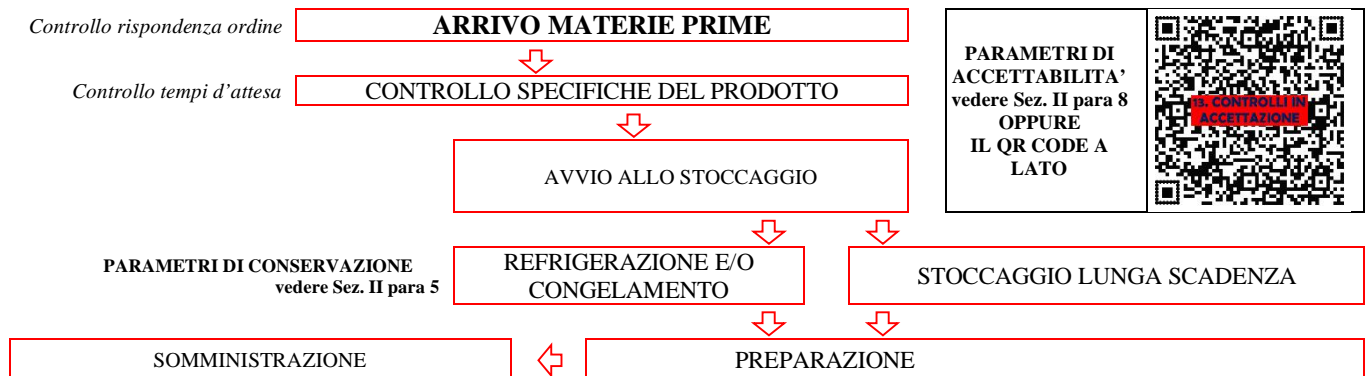 Controllo rispondenza ordine
ARRIVO MATERIE PRIME
Controllo tempi d'attesa
CONTROLLO SPECIFICHE DEL PRODOTTO
PARAMETRI DI
ACCETTABILITA'
vedere Sez. II para 8
OPPURE
IL QR CODE A
LATO
13. CONTROLLI IN
ACCETTAZIONE
AVVIO ALLO STOCCAGGIO
PARAMETRI DI CONSERVAZIONE
vedere Sez. II para 5
REFRIGERAZIONE E/O
CONGELAMENTO
STOCCAGGIO LUNGA SCADENZA
SOMMINISTRAZIONE
PREPARAZIONE